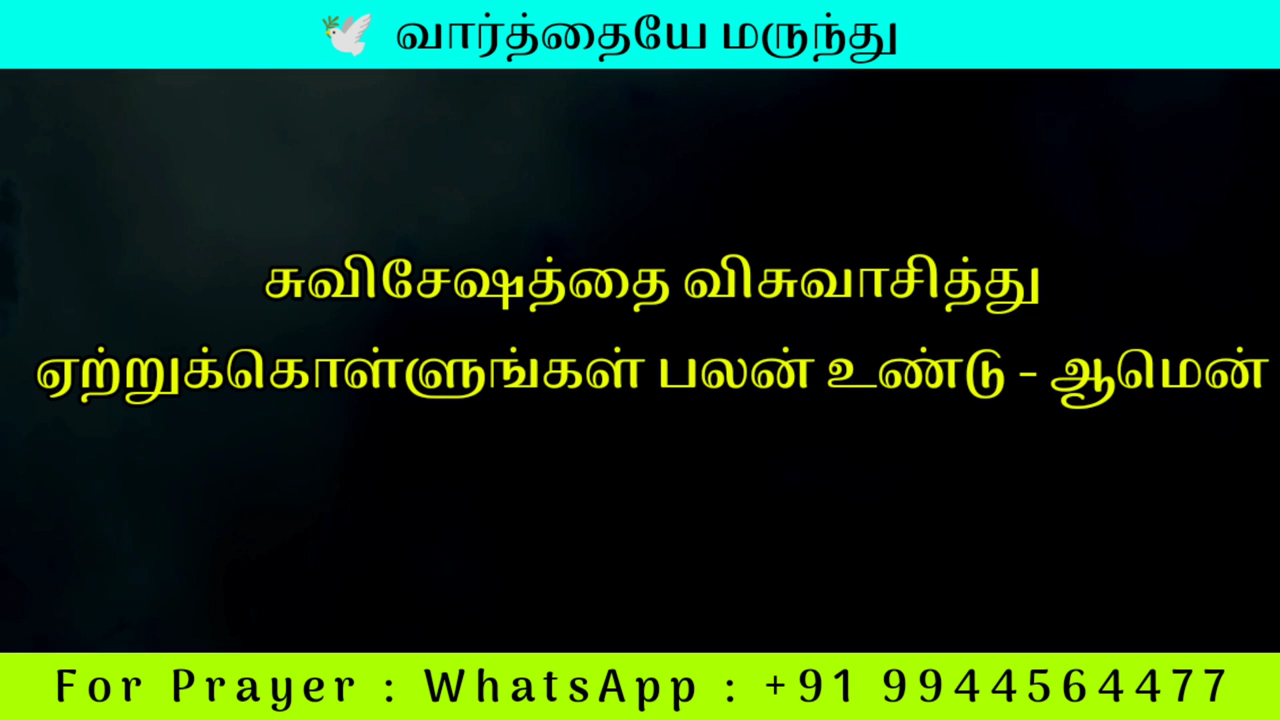 🕊️ வார்த்தையே மருந்து
சுவிசேஷத்தை விசுவாசித்து
ஏற்றுக்கொள்ளுங்கள் பலன் உண்டு - ஆமென்
For Prayer : WhatsApp : +91 9944564477